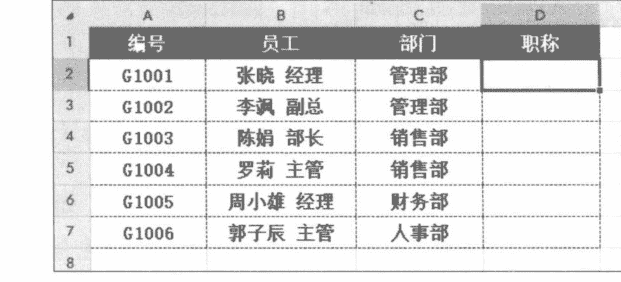 A B C D
1 编号 员工 部门 职称
2 G1001 张晓 经理 管理部
3 G1002 李飒 副总 管理部
4 G1003 陈娟 部长 销售部
5 G1004 罗莉 主管 销售部
6 G1005 周小雄 经理 财务部
7 G1006 郭子辰 主管 人事部
8